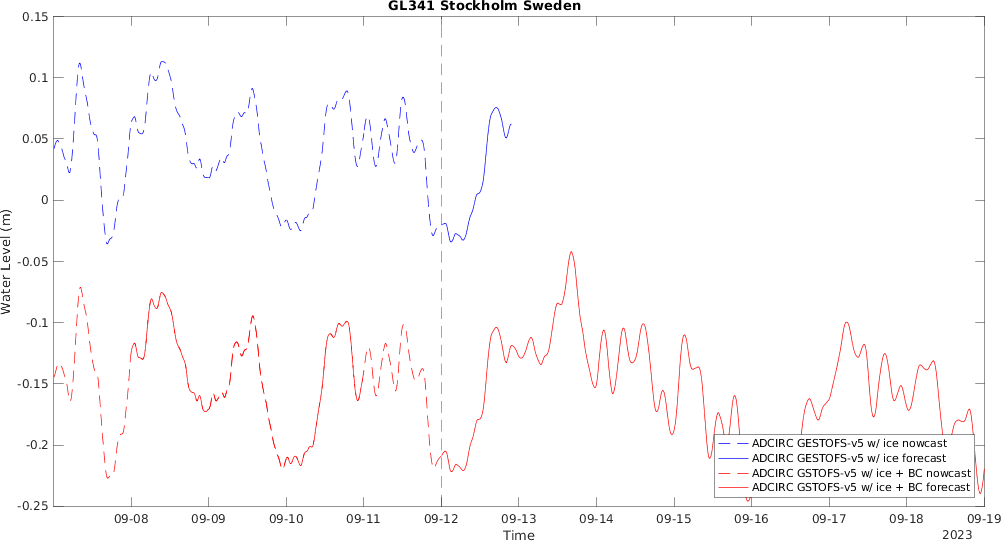 GL341 Stockholm Sweden
0.15
0.1
0.05
0
-0.05
-0.1
-0.15
-0.2
-0.25
Water Level (m)
ADCIRC GESTOFS-v5 w/ ice nowcast
ADCIRC GESTOFS-v5 w/ ice forecast
ADCIRC GSTOFS-v5 w/ ice + BC nowcast
ADCIRC GSTOFS-v5 w/ ice + BC forecast
09-08 09-09 09-10 09-11 09-12 09-13 09-14 09-15 09-16 09-17 09-18 09-19
Time
2023